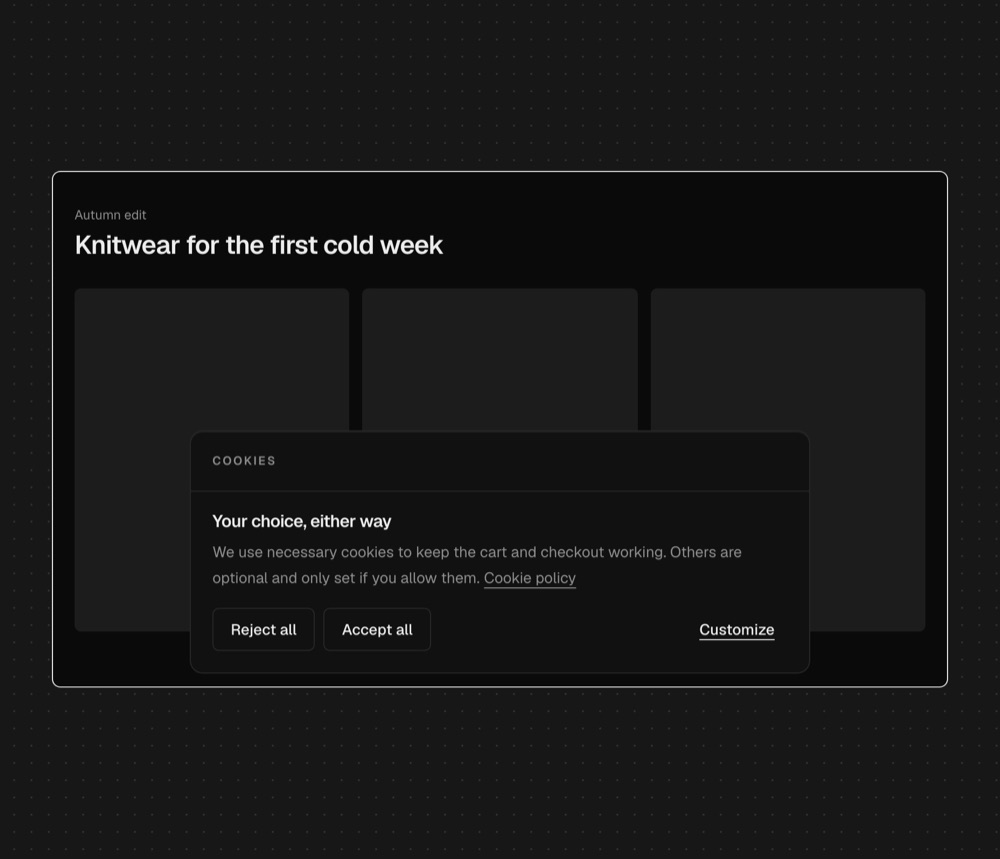 Autumn edit
Knitwear for the first cold week
COOKIES
Your choice, either way
We use necessary cookies to keep the cart and checkout working. Others are
optional and only set if you allow them. Cookie policy
Reject all
Accept all
Customize